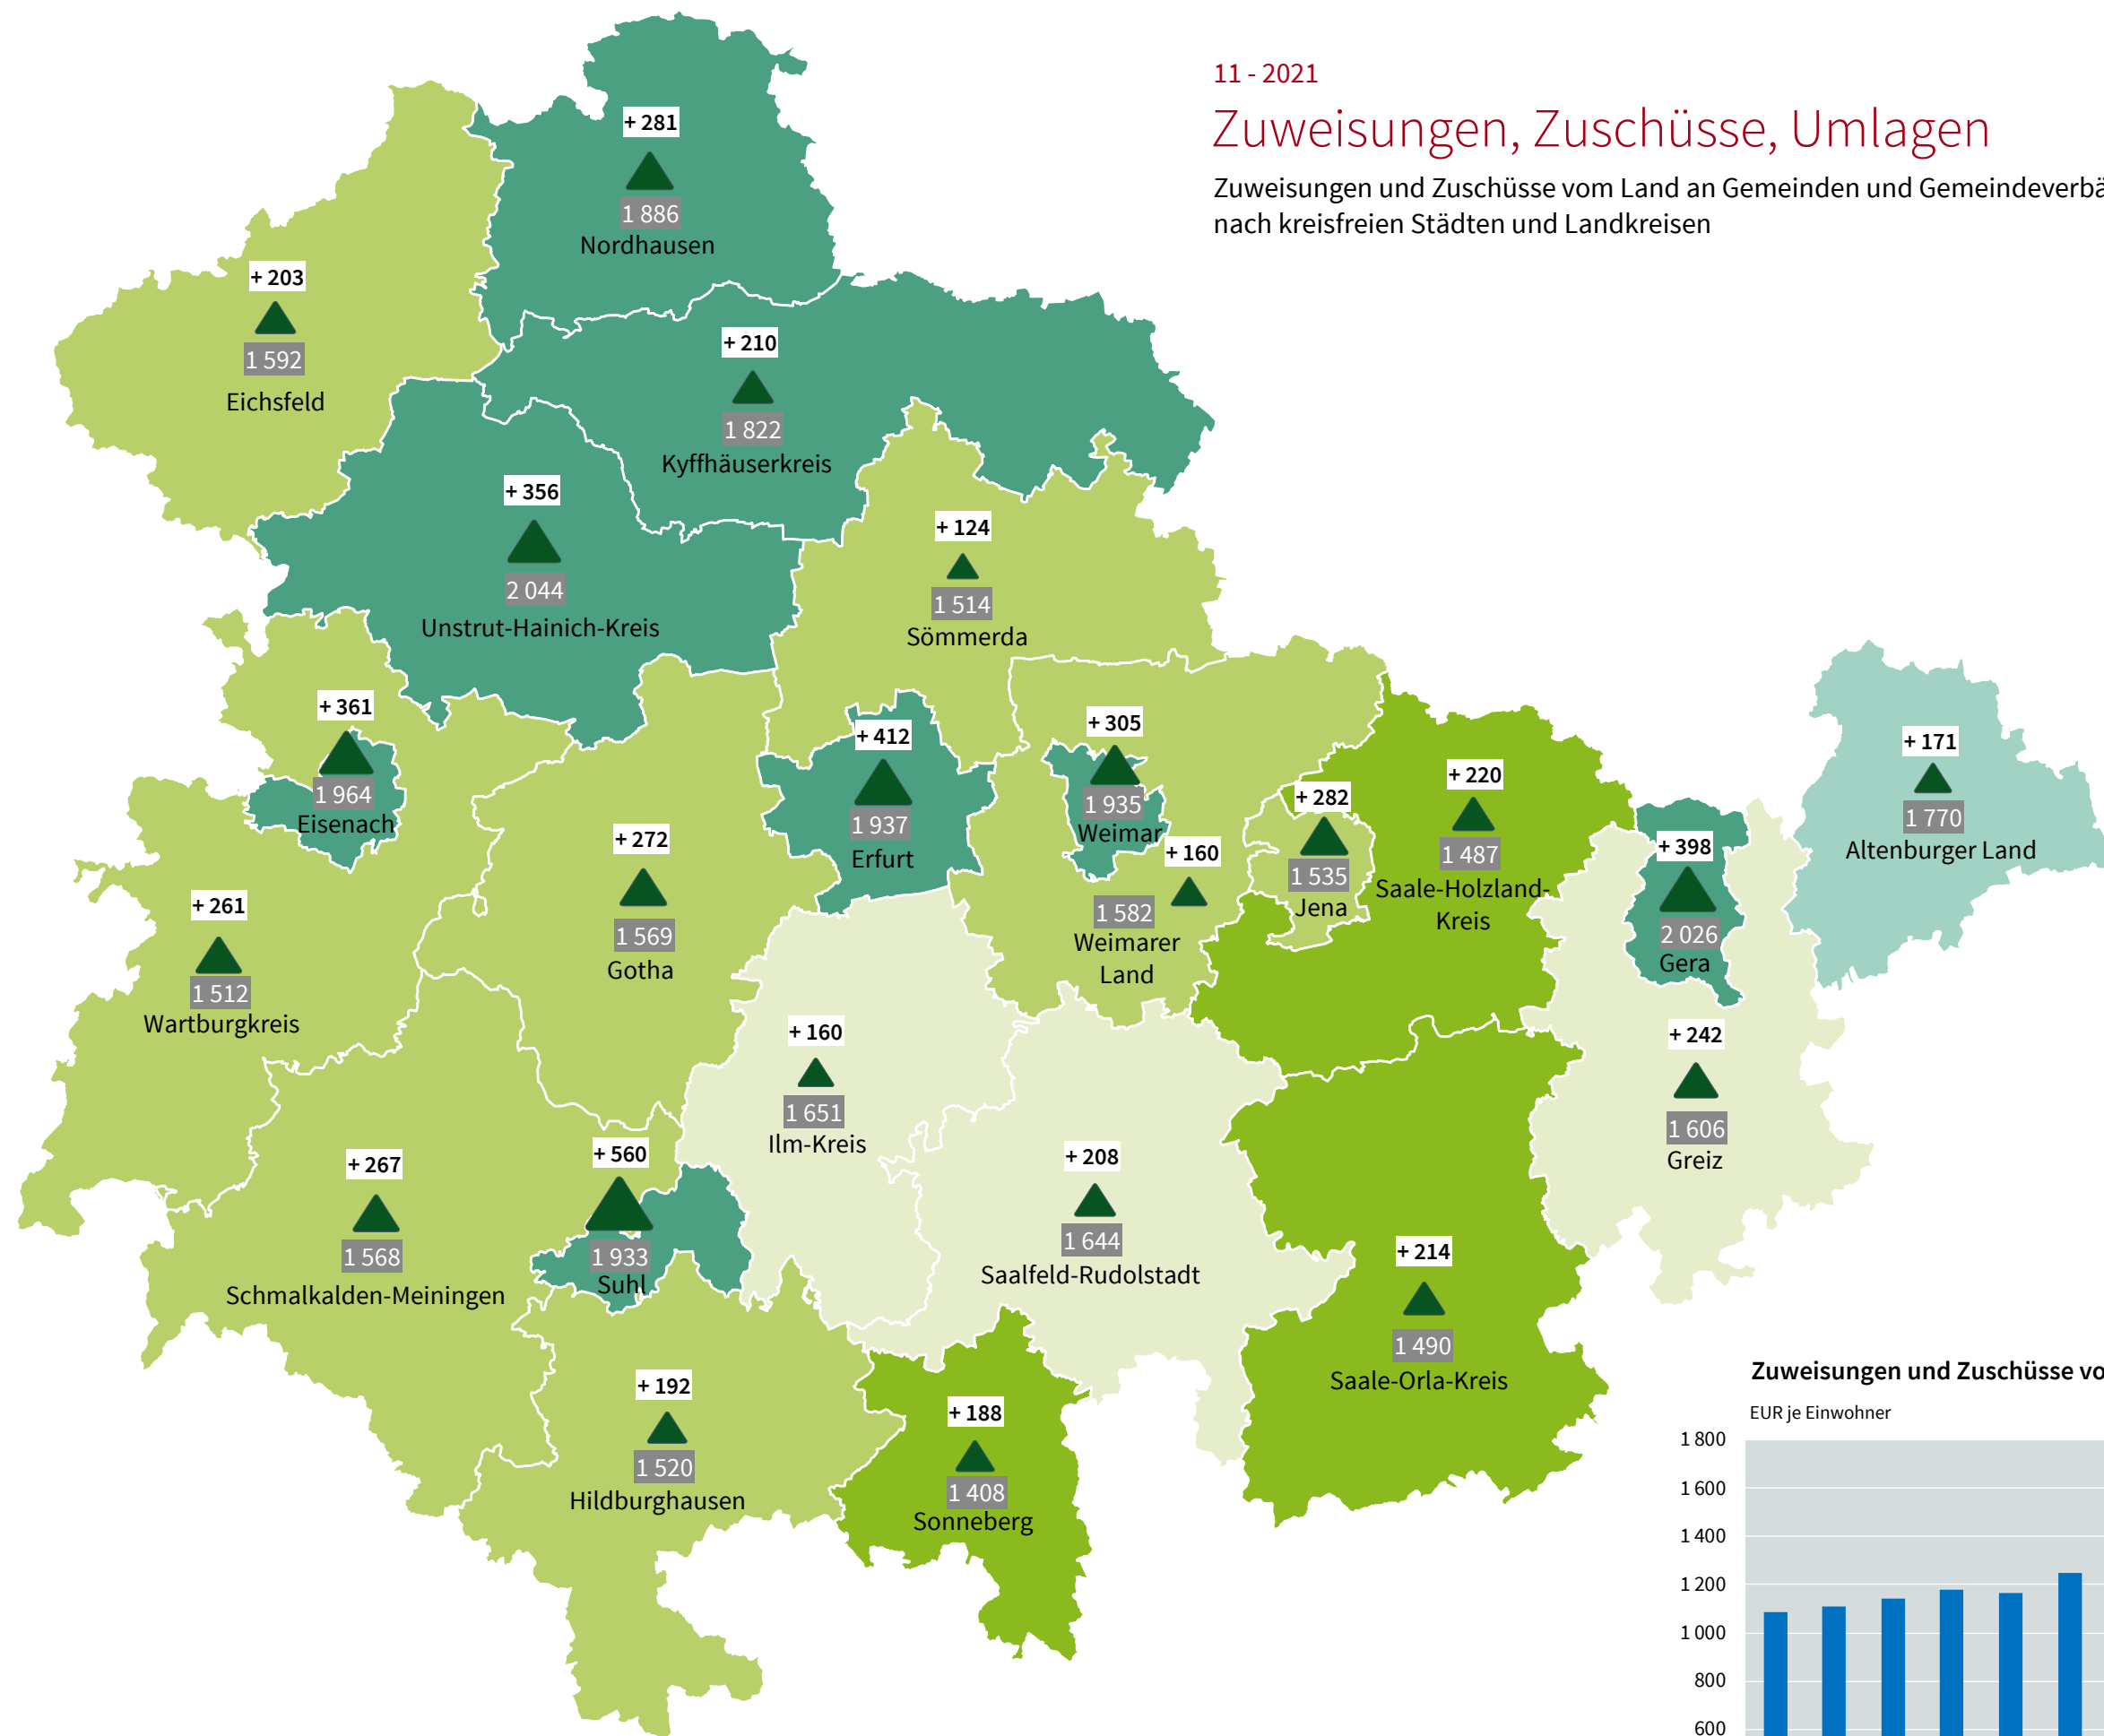 11 - 2021
Zuweisungen, Zuschüsse, Umlagen
Zuweisungen und Zuschüsse vom Land an Gemeinden und
nach kreisfreien Städten und Landkreisen
+ 281
1 886
Nordhausen
+ 203
1 592
Eichsfeld
+ 210
1 822
Kyffhäuserkreis
+ 356
2 044
Unstrut-Hainich-Kreis
+ 124
1 514
Sömmerda
+ 361
1 964
Eisenach
+ 412
1 937
Erfurt
+ 305
1 935
Weimar
+ 160
1 582
Weimarer
Land
+ 282
1 535
Jena
+ 220
1 487
Saale-Holzland-
Kreis
+ 398
2 026
Gera
+ 171
1 770
Altenburger Land
+ 272
1 569
Gotha
+ 261
1 512
Wartburgkreis
+ 160
1 651
Ilm-Kreis
+ 242
1 606
Greiz
+ 267
1 568
Schmalkalden-Meiningen
+ 560
1 933
Suhl
+ 208
1 644
Saalfeld-Rudolstadt
+ 214
1 490
Saale-Orla-Kreis
+ 192
1 520
Hildburghausen
+ 188
1 408
Sonneberg
Zuweisungen und Zuschüsse
EUR je Einwohner
1 800
1 600
1 400
1 200
1 000
800
600